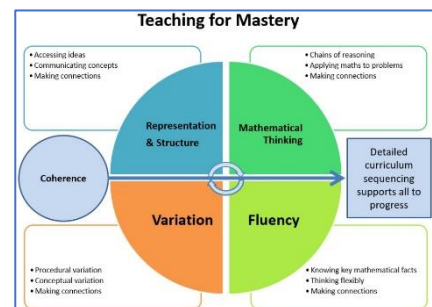 Teaching for Mastery
• Accessing ideas
• Communicating concepts
• Making connections
• Chains of reasoning
• Applying maths to problems
• Making connections
Representation
& Structure
Mathematical
Thinking
Coherence
Detailed
curriculum
sequencing
supports all to
progress
Variation
Fluency
• Procedural variation
• Conceptual variation
• Making connections
• Knowing key mathematical facts
• Thinking flexibly
• Making connections